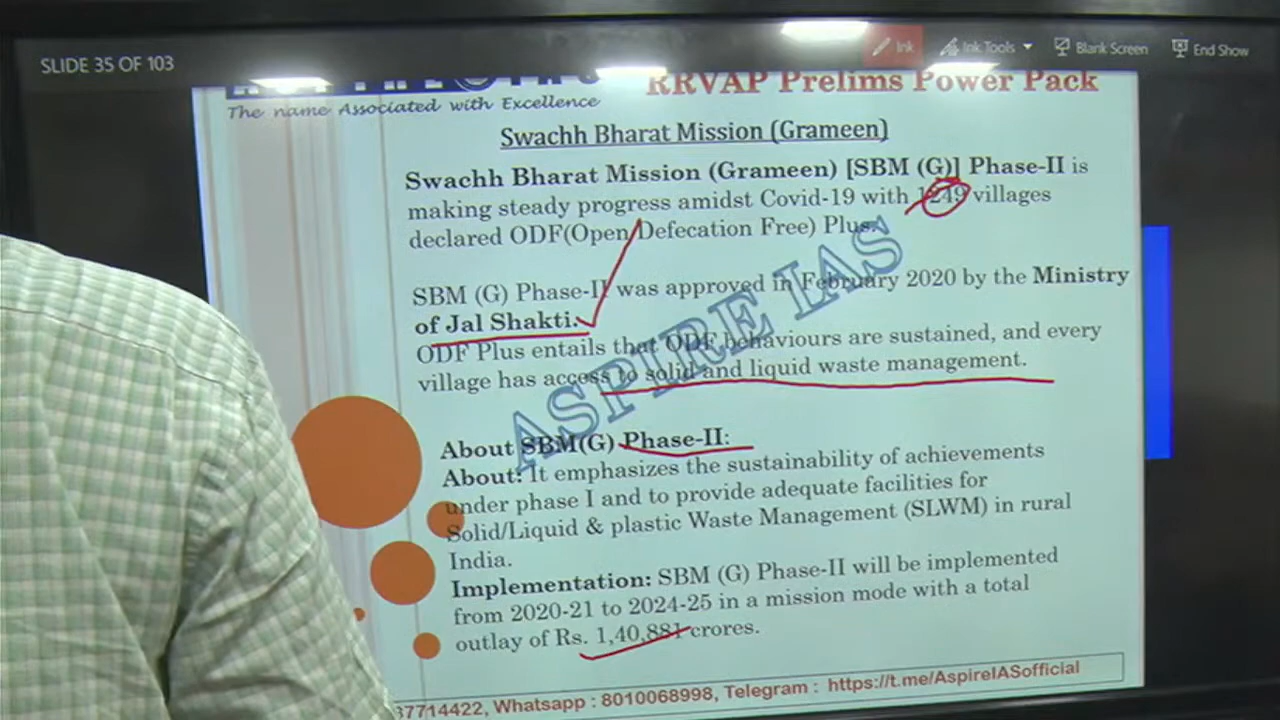 SLIDE 35 OF 103
Ink
Ink Tools
Blank Screen
End Show
The name Associated with Excellence
RRVAP Prelims Power Pack
Swachh Bharat Mission (Grameen)
Swachh Bharat Mission (Grameen) [SBM (G)] Phase-II is
making steady progress amidst Covid-19 with 1249 villages
declared ODF(Open Defecation Free) Plus.
SBM (G) Phase-II was approved in February 2020 by the Ministry
of Jal Shakti.
ODF Plus entails that ODF behaviours are sustained, and every
village has access to solid and liquid waste management.
ASPIRE IAS
About SBM(G) Phase-II:
About: It emphasizes the sustainability of achievements
under phase I and to provide adequate facilities for
Solid/Liquid & plastic Waste Management (SLWM) in rural
India.
Implementation: SBM (G) Phase-II will be implemented
from 2020-21 to 2024-25 in a mission mode with a total
outlay of Rs. 1,40,881 crores.
37714422, Whatsapp : 8010068998, Telegram : https://t.me/AspireIASofficial